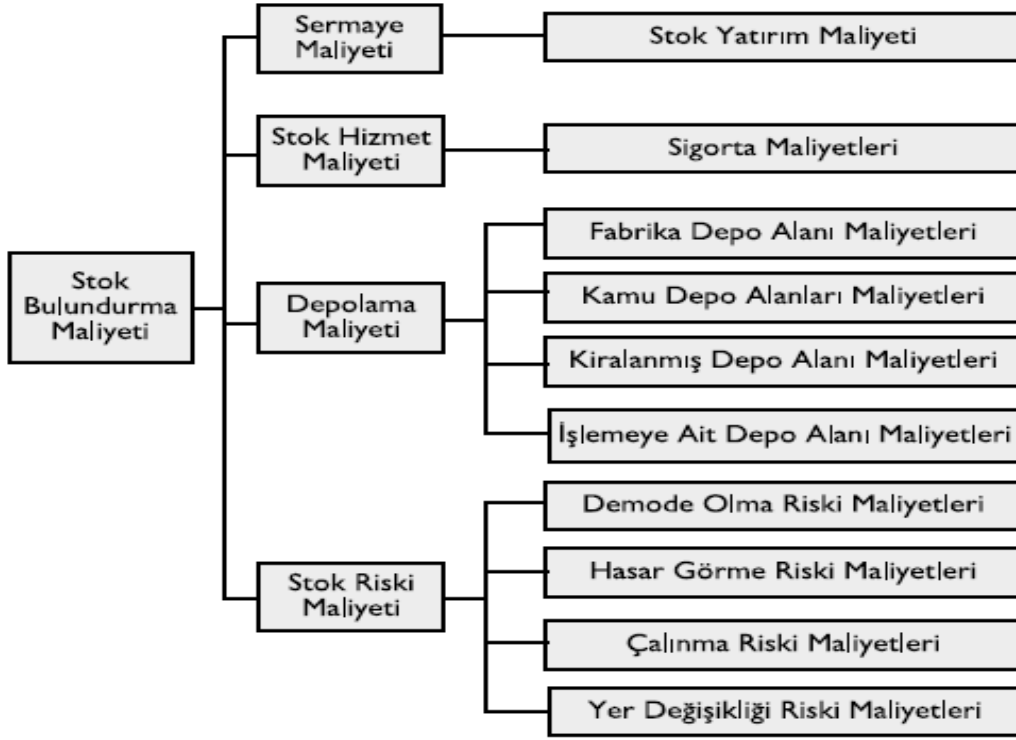 Stok
Bulundurma
Maliyeti
Sermaye
Maliyeti
Stok Yatırım Maliyeti
Stok Hizmet
Maliyeti
Sigorta Maliyetleri
Depolama
Maliyeti
Fabrika Depo Alanı Maliyetleri
Kamu Depo Alanları Maliyetleri
Kiralanmış Depo Alanı Maliyetleri
İşlemeye Ait Depo Alanı Maliyetleri
Stok Riski
Maliyeti
Demode Olma Riski Maliyetleri
Hasar Görme Riski Maliyetleri
Çalınma Riski Maliyetleri
Yer Değişikliği Riski Maliyetleri